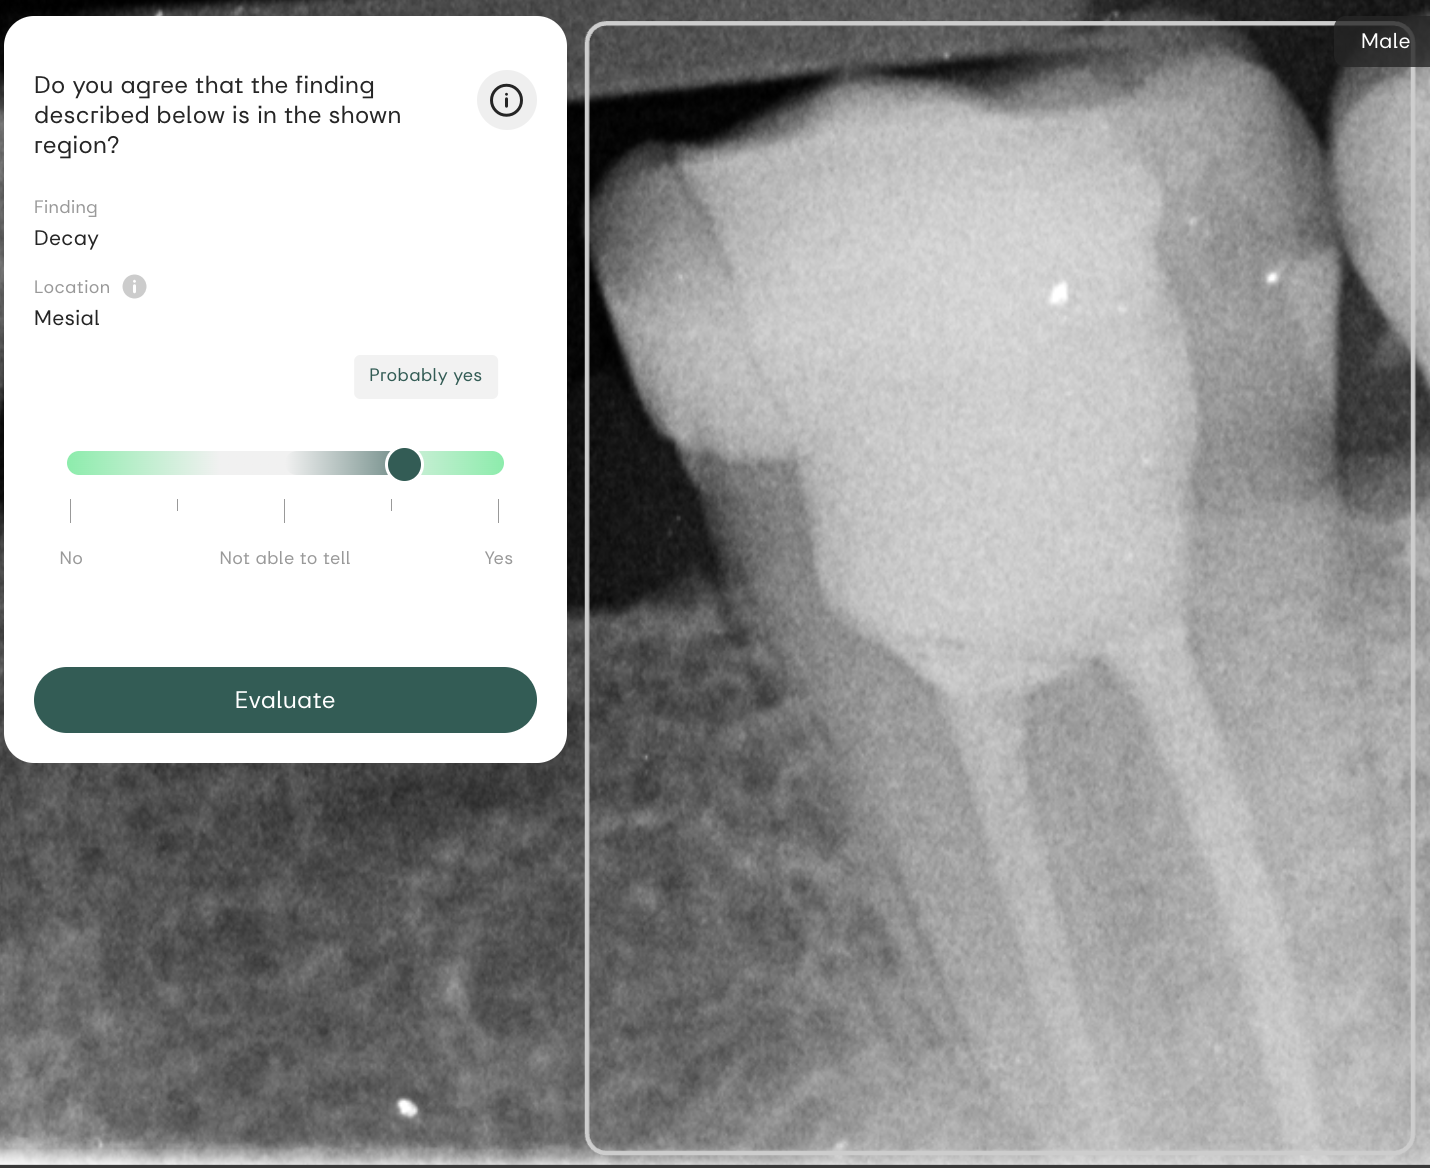 Do you agree that the finding
described below is in the shown
region?
Finding
Decay
Location
Mesial
Probably yes
No
Not able to tell
Yes
Evaluate
Male